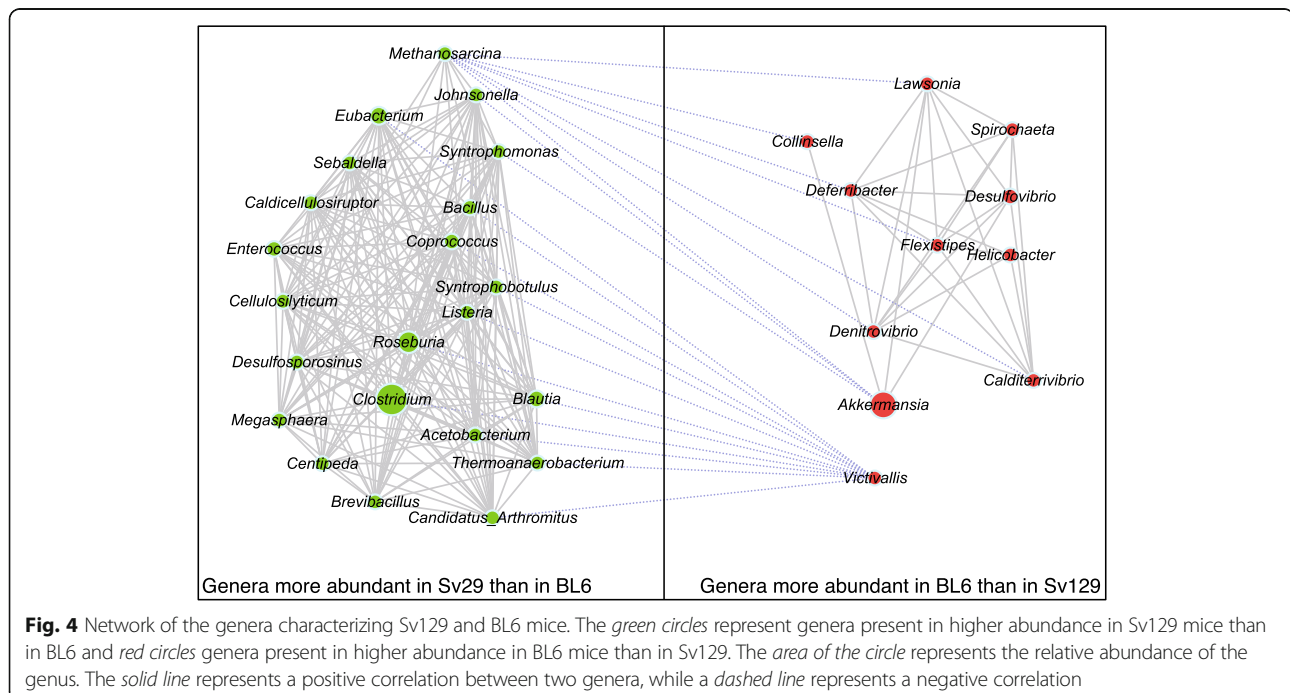 Methanosarcina
Johnsonella
Eubacterium
Syntrophomonas
Sebaldella
Caldicellulosiruptor
Bacillus
Coprococcus
Enterococcus
Syntrophobotulus
Cellulosilyticum
Listeria
Roseburia
Desulfosporosinus
Clostridium
Blautia
Megasphaera
Acetobacterium
Centipeda
Thermoanaerobacterium
Brevibacillus
Candidatus_Arthromitus
Genera more abundant in Sv29 than in BL6
Lawsonia
Spirochaeta
Collinsella
Deferribacter
Desulfovibrio
Flexistipes
Helicobacter
Denitrovibrio
Calditerrivibrio
Akkermansia
Victivallis
Genera more abundant in BL6 than in Sv129
Fig. 4 Network of the genera characterizing Sv129 and BL6 mice. The green circles represent genera present in higher abundance in Sv129 mice than
in BL6 and red circles genera present in higher abundance in BL6 mice than in Sv129. The area of the circle represents the relative abundance of the
genus. The solid line represents a positive correlation between two genera, while a dashed line represents a negative correlation